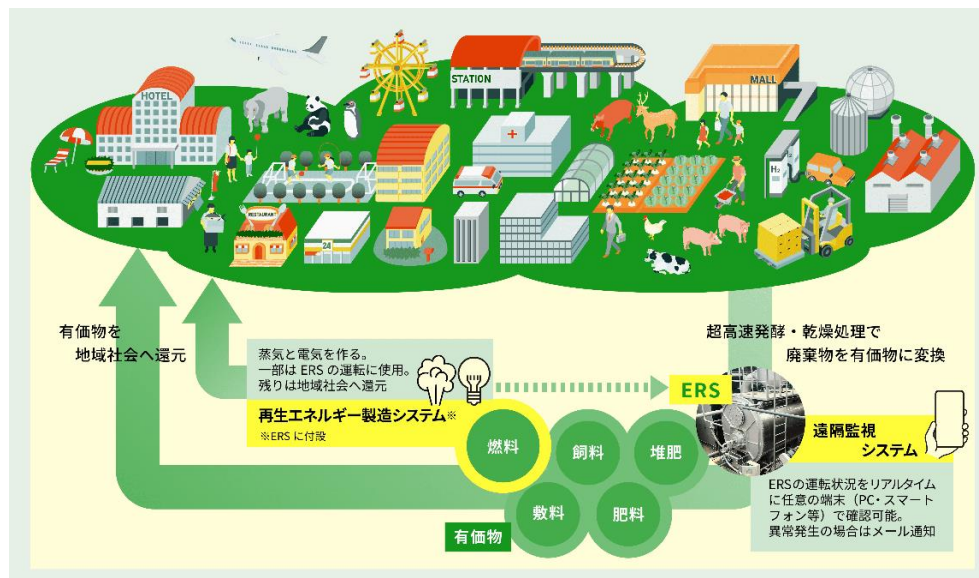 HOTEL
STATION
MALL
RESTAURANT
24
H₂
有価物を
地域社会へ還元
超高速発酵・乾燥処理で
廃棄物を有価物に変換
蒸気と電気を作る。
一部は ERS の運転に使用。
残りは地域社会へ還元
再生エネルギー製造システム※
※ERS に付設
ERS
遠隔監視
システム
ERSの運転状況をリアルタイム
に任意の端末（PC・スマート
フォン等）で確認可能。
異常発生の場合はメール通知
燃料
飼料
堆肥
敷料
肥料
有価物